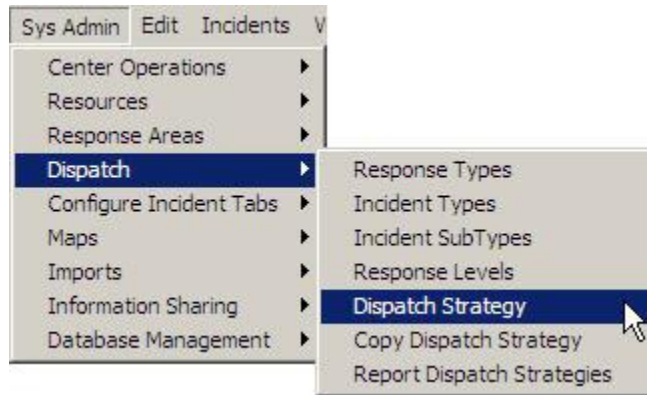 Sys Admin Edit Incidents
Center Operations
Resources
Response Areas
Dispatch
Configure Incident Tabs
Maps
Imports
Information Sharing
Database Management
Response Types
Incident Types
Incident SubTypes
Response Levels
Dispatch Strategy
Copy Dispatch Strategy
Report Dispatch Strategies